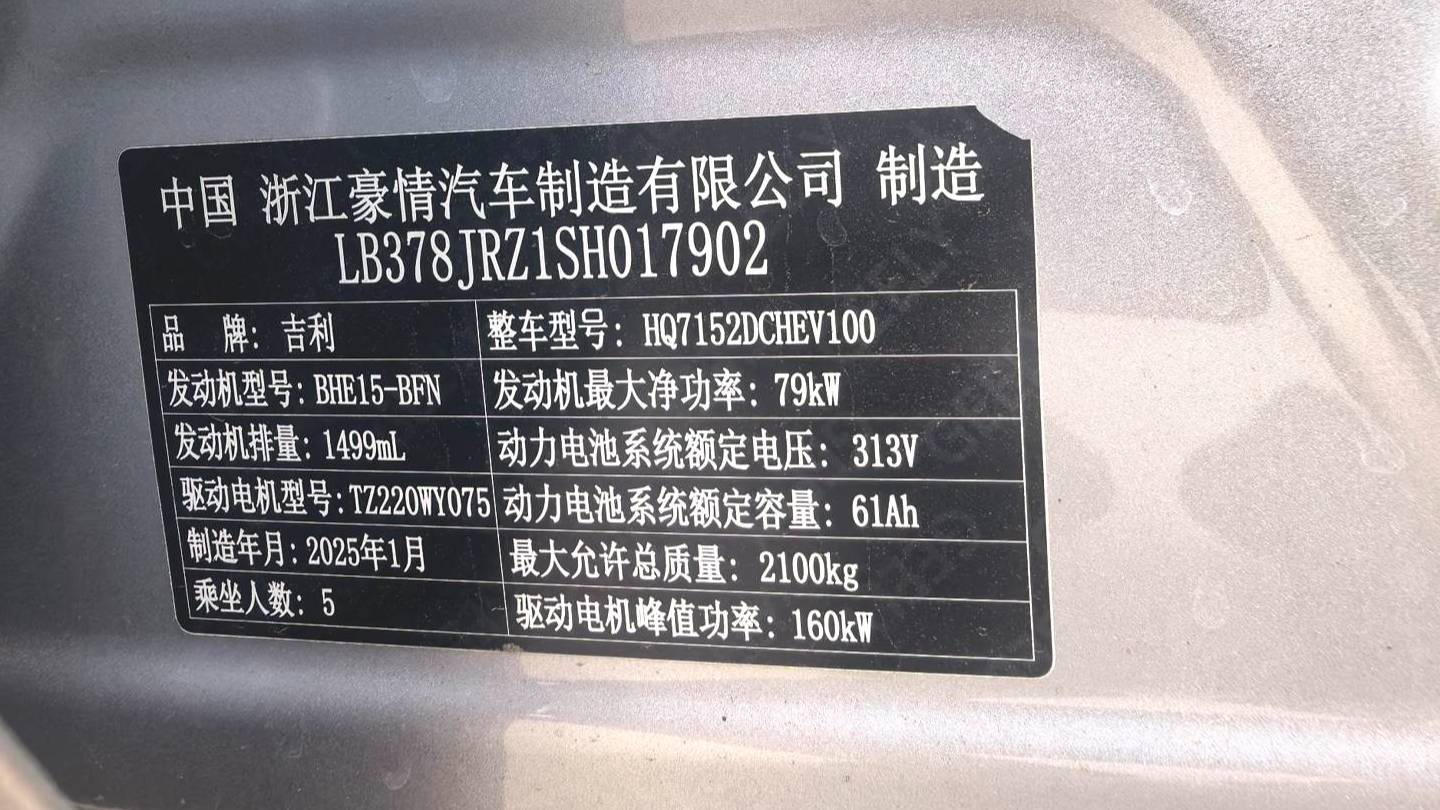 中国 浙江豪情汽车制造有限公司 制造
LB378JRZ1SH017902
品 牌：吉利 整车型号：HQ7152DCHEV100
发动机型号：BHE15-BFN 发动机最大净功率：79kW
发动机排量：1499mL 动力电池系统额定电压：313V
驱动电机型号：TZ220WY075 动力电池系统额定容量：61Ah
制造年月：2025年1月 最大允许总质量：2100kg
乘坐人数：5 驱动电机峰值功率：160kW